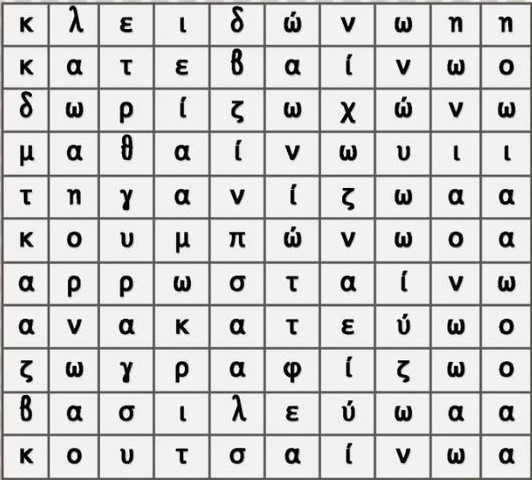 κ λ ε ι δ ώ ν ω η η
κ α τ ε β α ί ν ω ο
δ ω ρ ί ζ ω χ ώ ν ω
μ α θ α ί ν ω υ ι ι
τ η γ α ν ί ζ ω α α
κ ο υ μ π ώ ν ω ο α
α ρ ρ ω σ τ α ί ν ω
α ν α κ α τ ε ύ ω ο
ζ ω γ ρ α φ ί ζ ω ο
β α σ ι λ ε ύ ω α α
κ ο υ τ σ α ί ν ω α